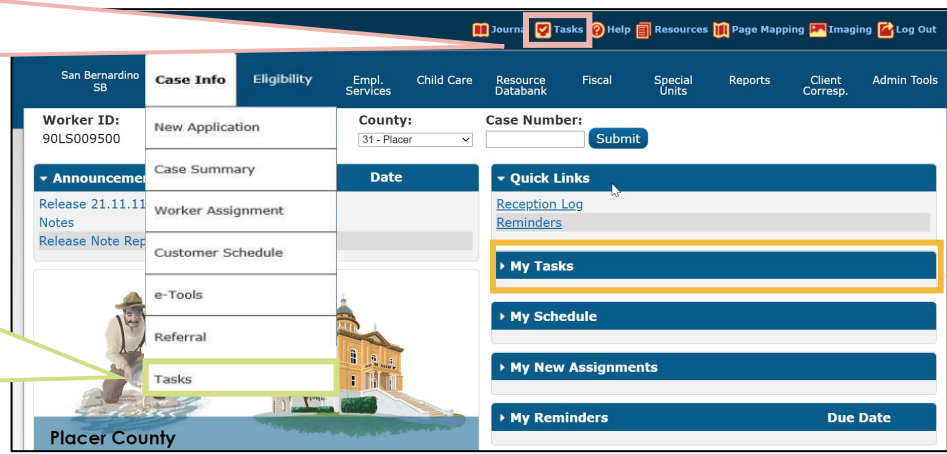 Journ Tasks Help Resources Page Mapping Imaging Log Out
San Bernardino SB
Case Info
Eligibility
Empl. Services
Child Care
Resource Databank
Fiscal
Special Units
Reports
Client Corresp.
Admin Tools
Worker ID:
90LS009500
County:
31 - Placer
Case Number:
Submit
New Application
Case Summary
Worker Assignment
Customer Schedule
e-Tools
Referral
Tasks
Announcemen
Date
Release 21.11.11
Notes
Release Note Rep
Placer County
Quick Links
Reception Log
Reminders
My Tasks
My Schedule
My New Assignments
My Reminders Due Date